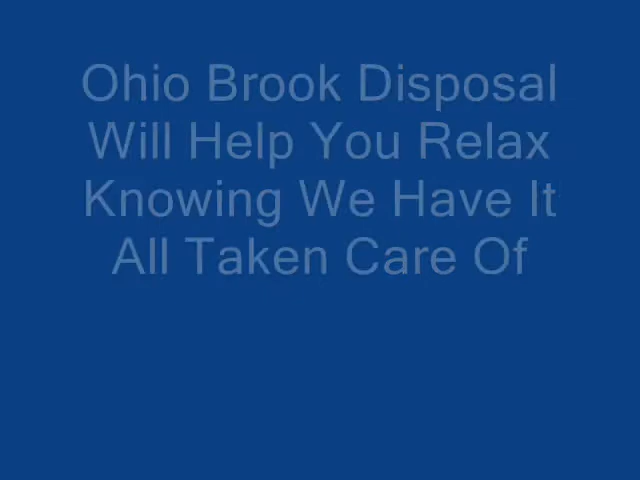 Ohio Brook Disposal
Will Help You Relax
Knowing We Have It
All Taken Care Of